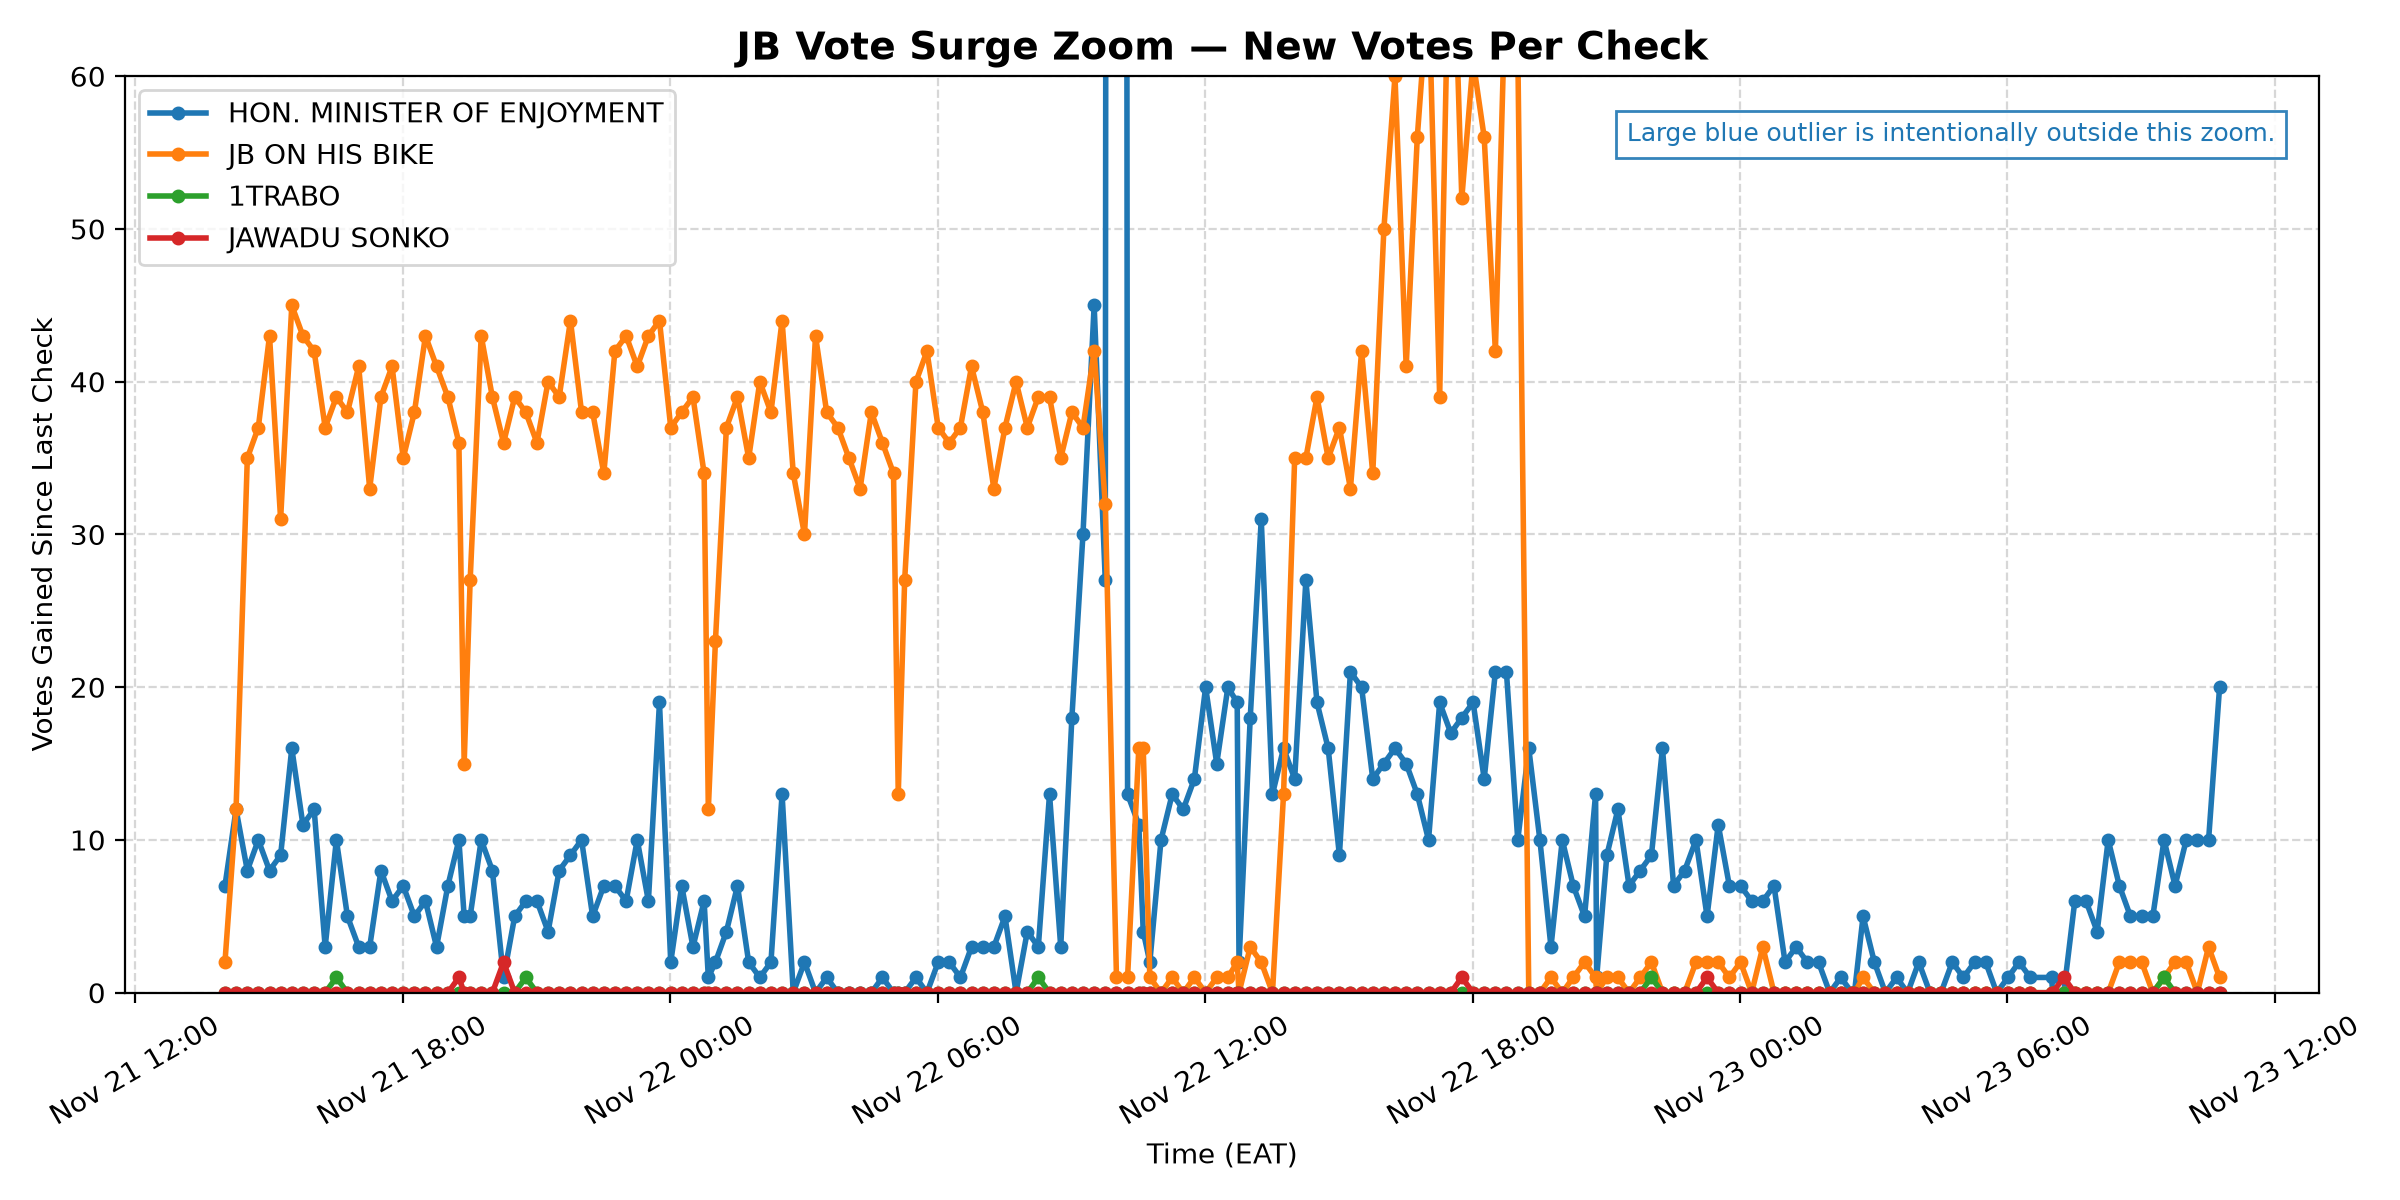 JB Vote Surge Zoom — New Votes Per Check
HON. MINISTER OF ENJOYMENT
JB ON HIS BIKE
1TRABO
JAWADU SONKO
Large blue outlier is intentionally outside this zoom.
Votes Gained Since Last Check
60
50
40
30
20
10
0
Nov 21 12:00
Nov 21 18:00
Nov 22 00:00
Nov 22 06:00
Nov 22 12:00
Nov 22 18:00
Nov 23 00:00
Nov 23 06:00
Nov 23 12:00
Time (EAT)